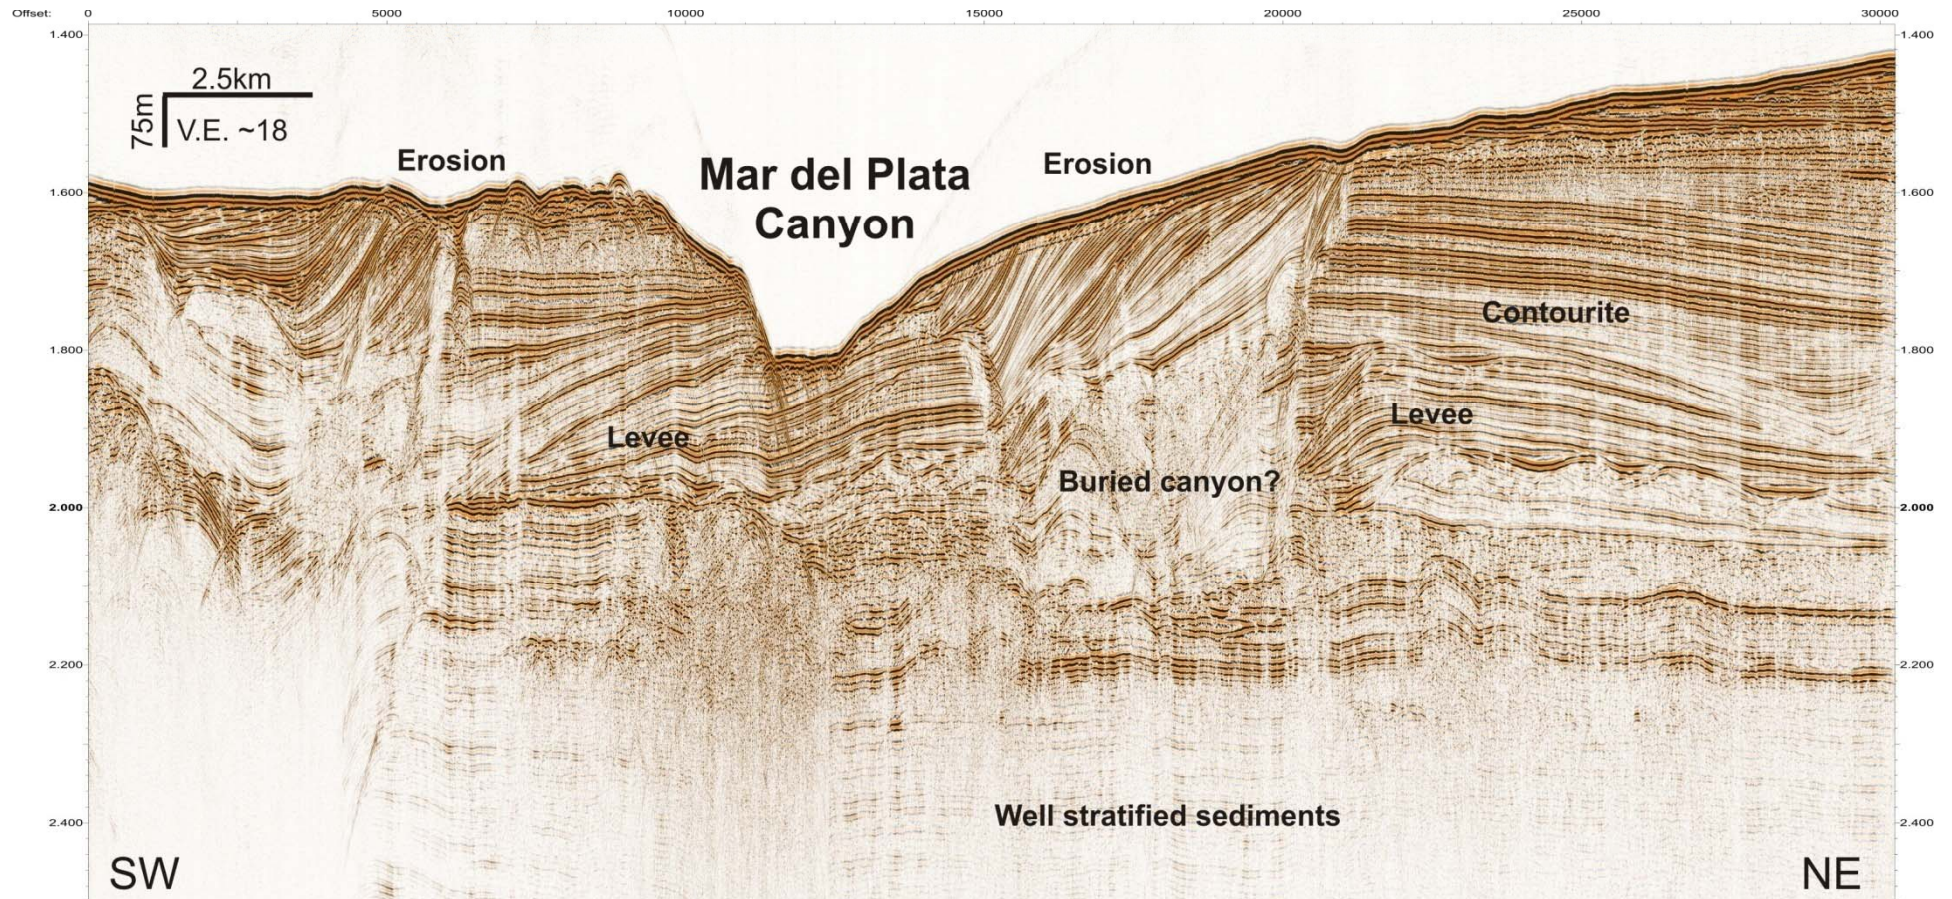 Offset: 0 5000 10000 15000 20000 25000 30000
1.400 1.400
2.5km
75m
V.E. ~18
Erosion
Mar del Plata
Canyon
Erosion
1.600 1.600
Contourite
1.800 1.800
Levee
Levee
Buried canyon?
2.000 2.000
2.200 2.200
Well stratified sediments
2.400 2.400
SW
NE